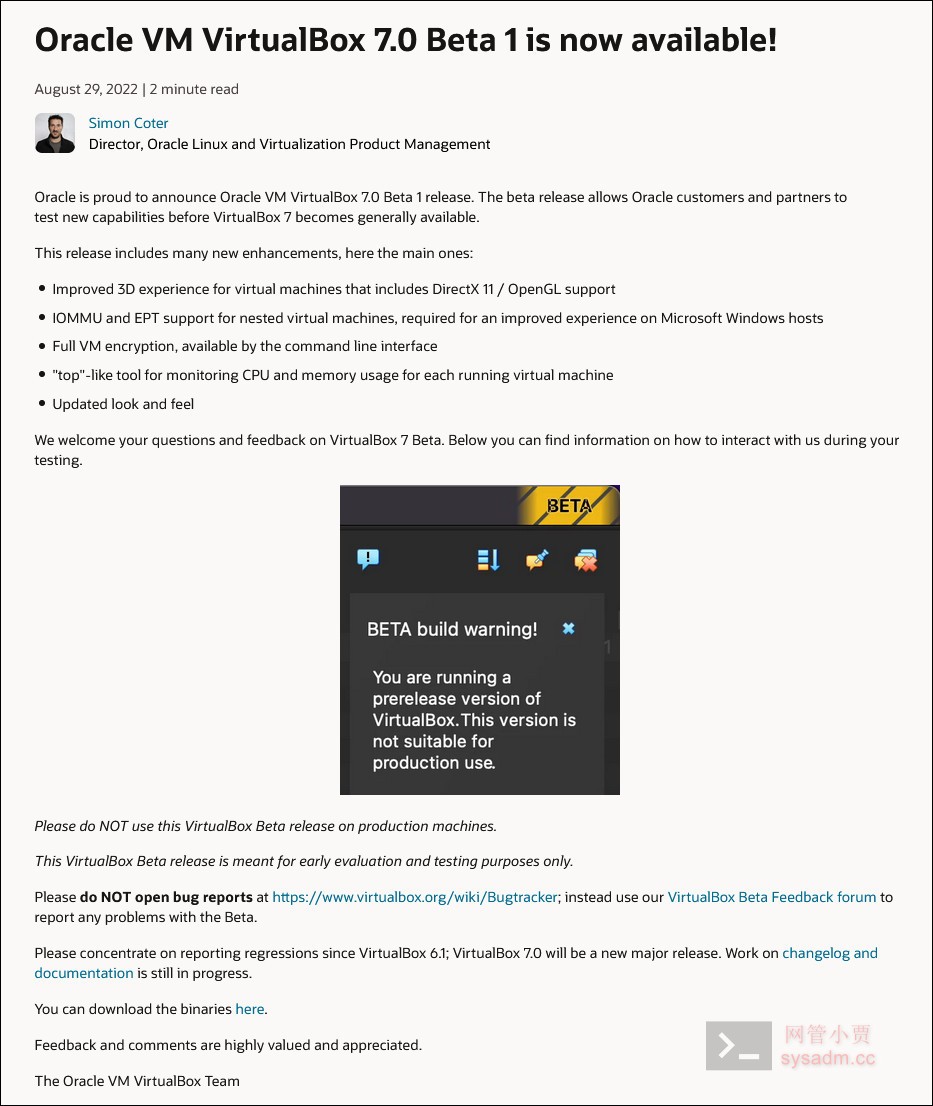 Oracle VM VirtualBox 7.0 Beta 1 is now available!
August 29, 2022 | 2 minute read
Simon Coter
Director, Oracle Linux and Virtualization Product Management
Oracle is proud to announce Oracle VM VirtualBox 7.0 Beta 1 release. The beta release allows Oracle customers and partners to
test new capabilities before VirtualBox 7 becomes generally available.
This release includes many new enhancements, here the main ones:
• Improved 3D experience for virtual machines that includes DirectX 11 / OpenGL support
• IOMMU and EPT support for nested virtual machines, required for an improved experience on Microsoft Windows hosts
• Full VM encryption, available by the command line interface
• "top"-like tool for monitoring CPU and memory usage for each running virtual machine
• Updated look and feel
We welcome your questions and feedback on VirtualBox 7 Beta. Below you can find information on how to interact with us during your
testing.
BETA
BETA build warning!
1
You are running a
prerelease version of
VirtualBox.This version is
not suitable for
production use.
Please do NOT use this VirtualBox Beta release on production machines.
This VirtualBox Beta release is meant for early evaluation and testing purposes only.
Please do NOT open bug reports at https://www.virtualbox.org/wiki/Bugtracker; instead use our VirtualBox Beta Feedback forum to
report any problems with the Beta.
Please concentrate on reporting regressions since VirtualBox 6.1; VirtualBox 7.0 will be a new major release. Work on changelog and
documentation is still in progress.
You can download the binaries here.
Feedback and comments are highly valued and appreciated.
The Oracle VM VirtualBox Team
网管小贾
sysadm.cc